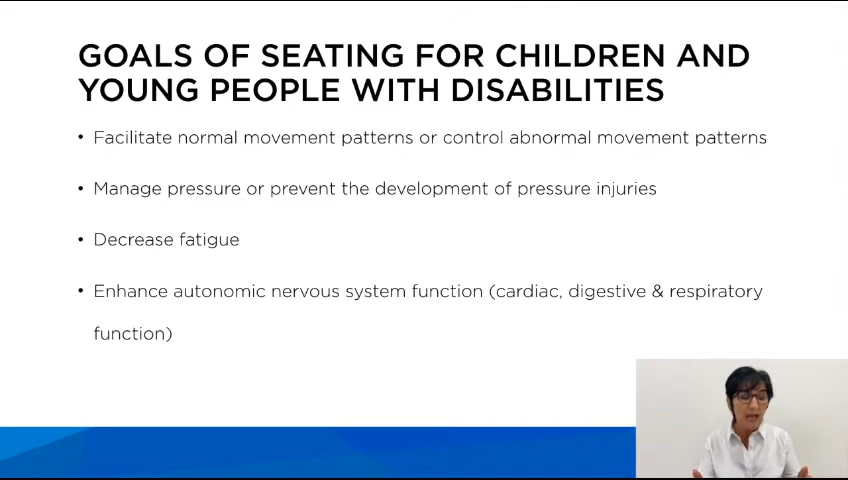 GOALS OF SEATING FOR CHILDREN AND
YOUNG PEOPLE WITH DISABILITIES
• Facilitate normal movement patterns or control abnormal movement patterns
• Manage pressure or prevent the development of pressure injuries
• Decrease fatigue
• Enhance autonomic nervous system function (cardiac, digestive & respiratory
function)